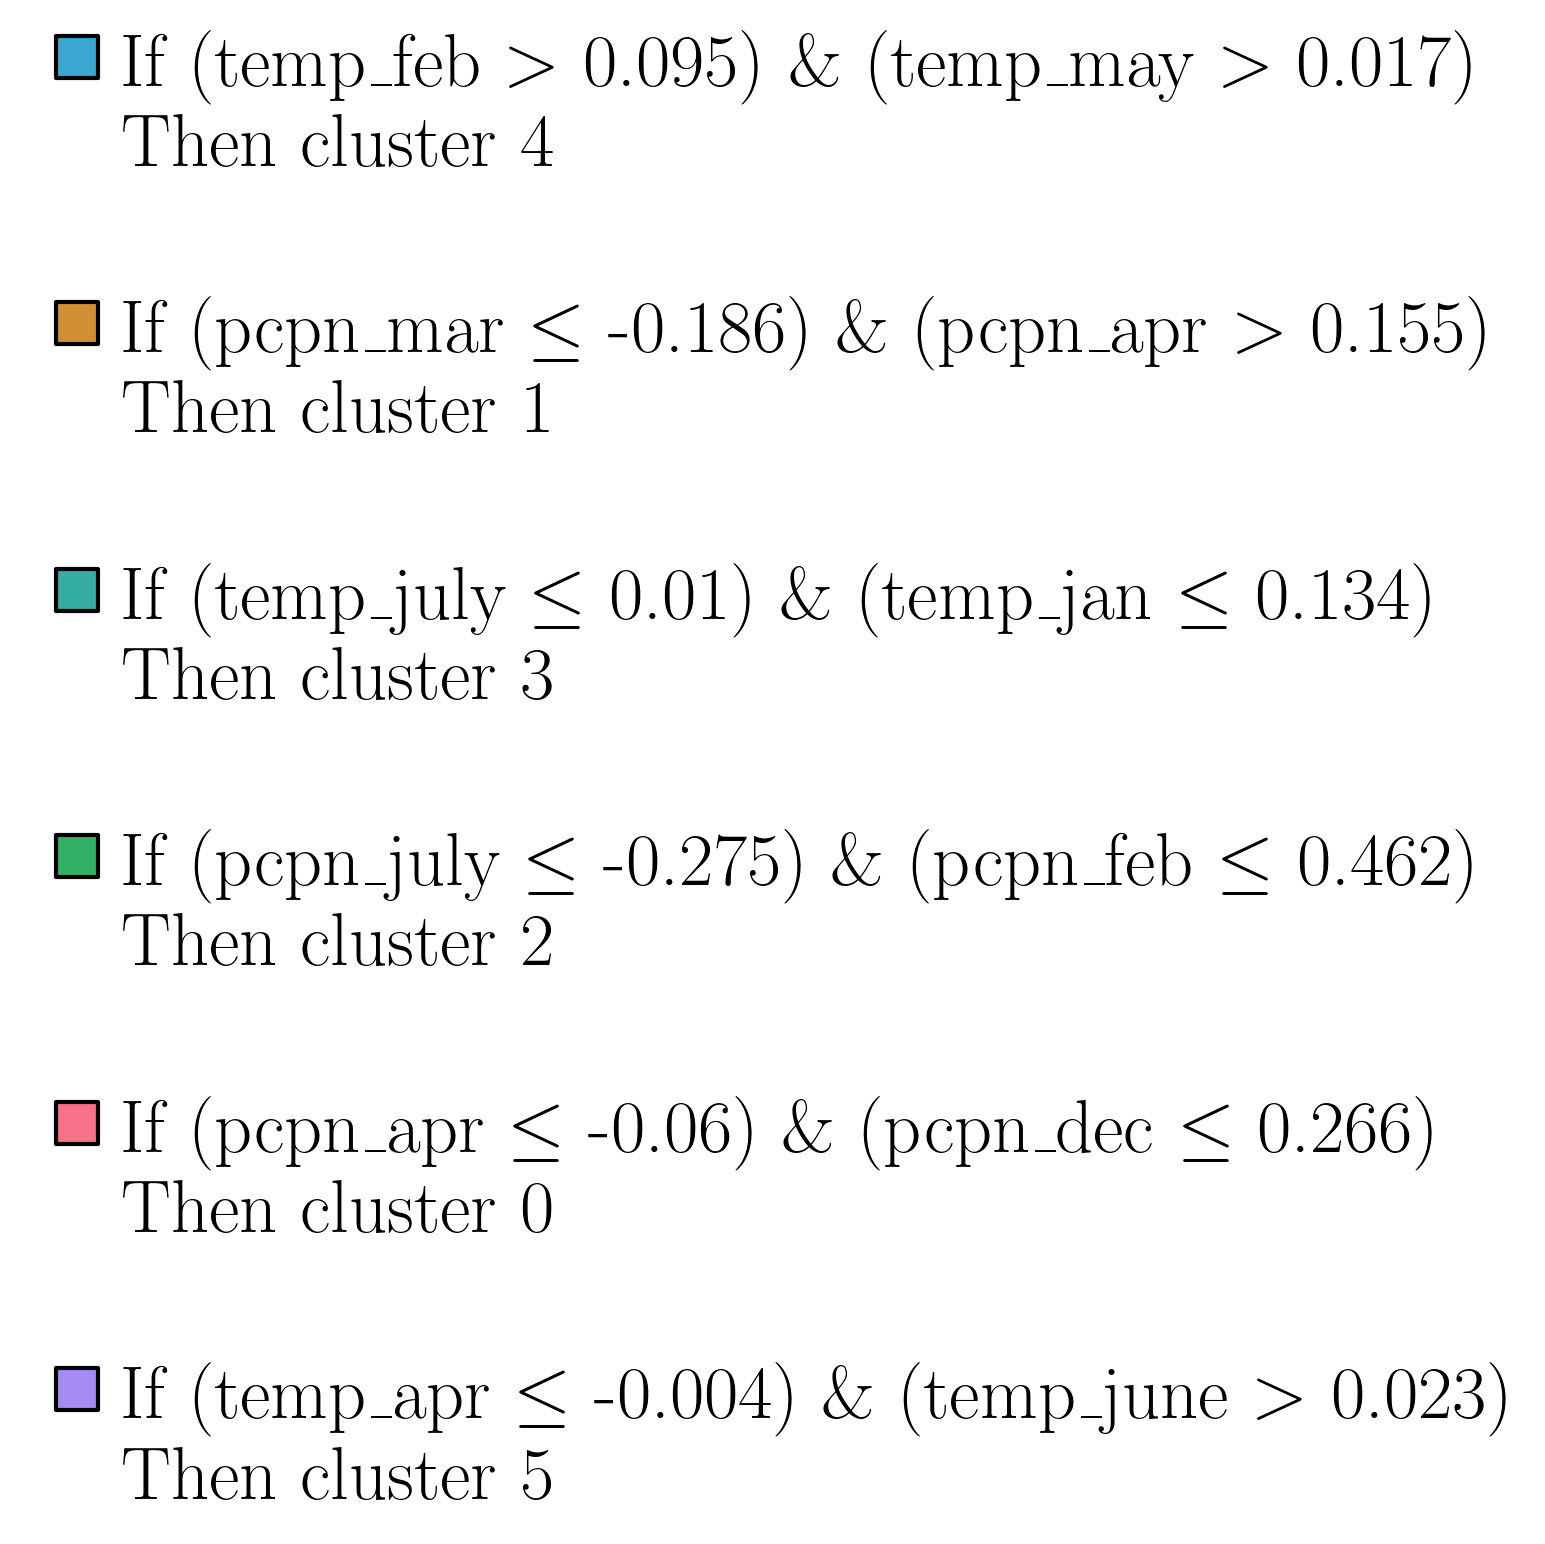 If (temp_feb > 0.095) & (temp_may > 0.017)
Then cluster 4
If (pcpn_mar ≤ -0.186) & (pcpn_apr > 0.155)
Then cluster 1
If (temp_july ≤ 0.01) & (temp_jan ≤ 0.134)
Then cluster 3
If (pcpn_july ≤ -0.275) & (pcpn_feb ≤ 0.462)
Then cluster 2
If (pcpn_apr ≤ -0.06) & (pcpn_dec ≤ 0.266)
Then cluster 0
If (temp_apr ≤ -0.004) & (temp_june > 0.023)
Then cluster 5